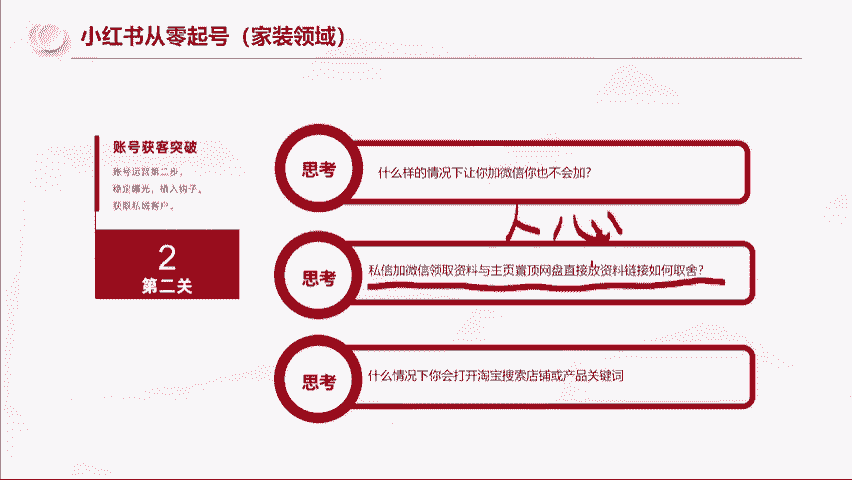 小红书从零起号（家装领域）
账号获客突破
账号运营第二步，
稳定曝光，植入钩子。
获取私域客户。
2
第二关
思考
什么样的情况下让你加微信你也不会加？
人心
思考
私信加微信领取资料与主页置顶网盘直接放资料链接如何取舍？
思考
什么情况下你会打开淘宝搜索店铺或产品关键词